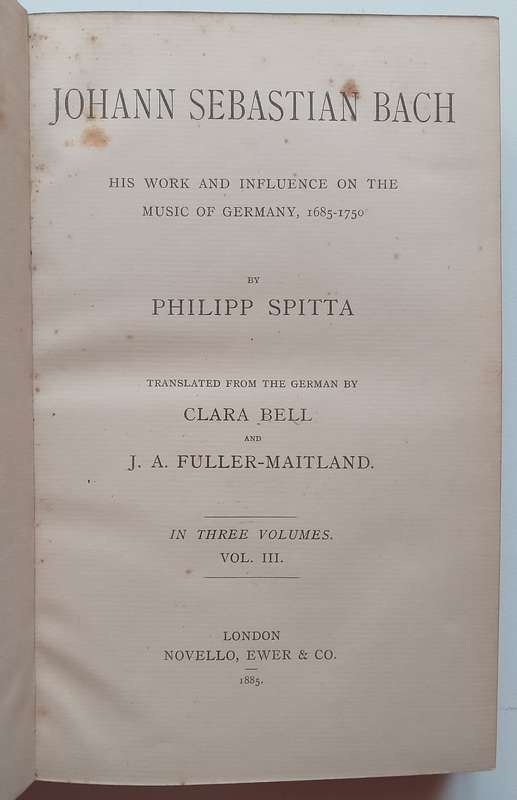 JOHANN SEBASTIAN BACH
HIS WORK AND INFLUENCE ON THE
MUSIC OF GERMANY, 1685-1750
BY
PHILIPP SPITTA
TRANSLATED FROM THE GERMAN BY
CLARA BELL
AND
J. A. FULLER-MAITLAND.
IN THREE VOLUMES.
VOL. III.
LONDON
NOVELLO, EWER & CO.
1885.